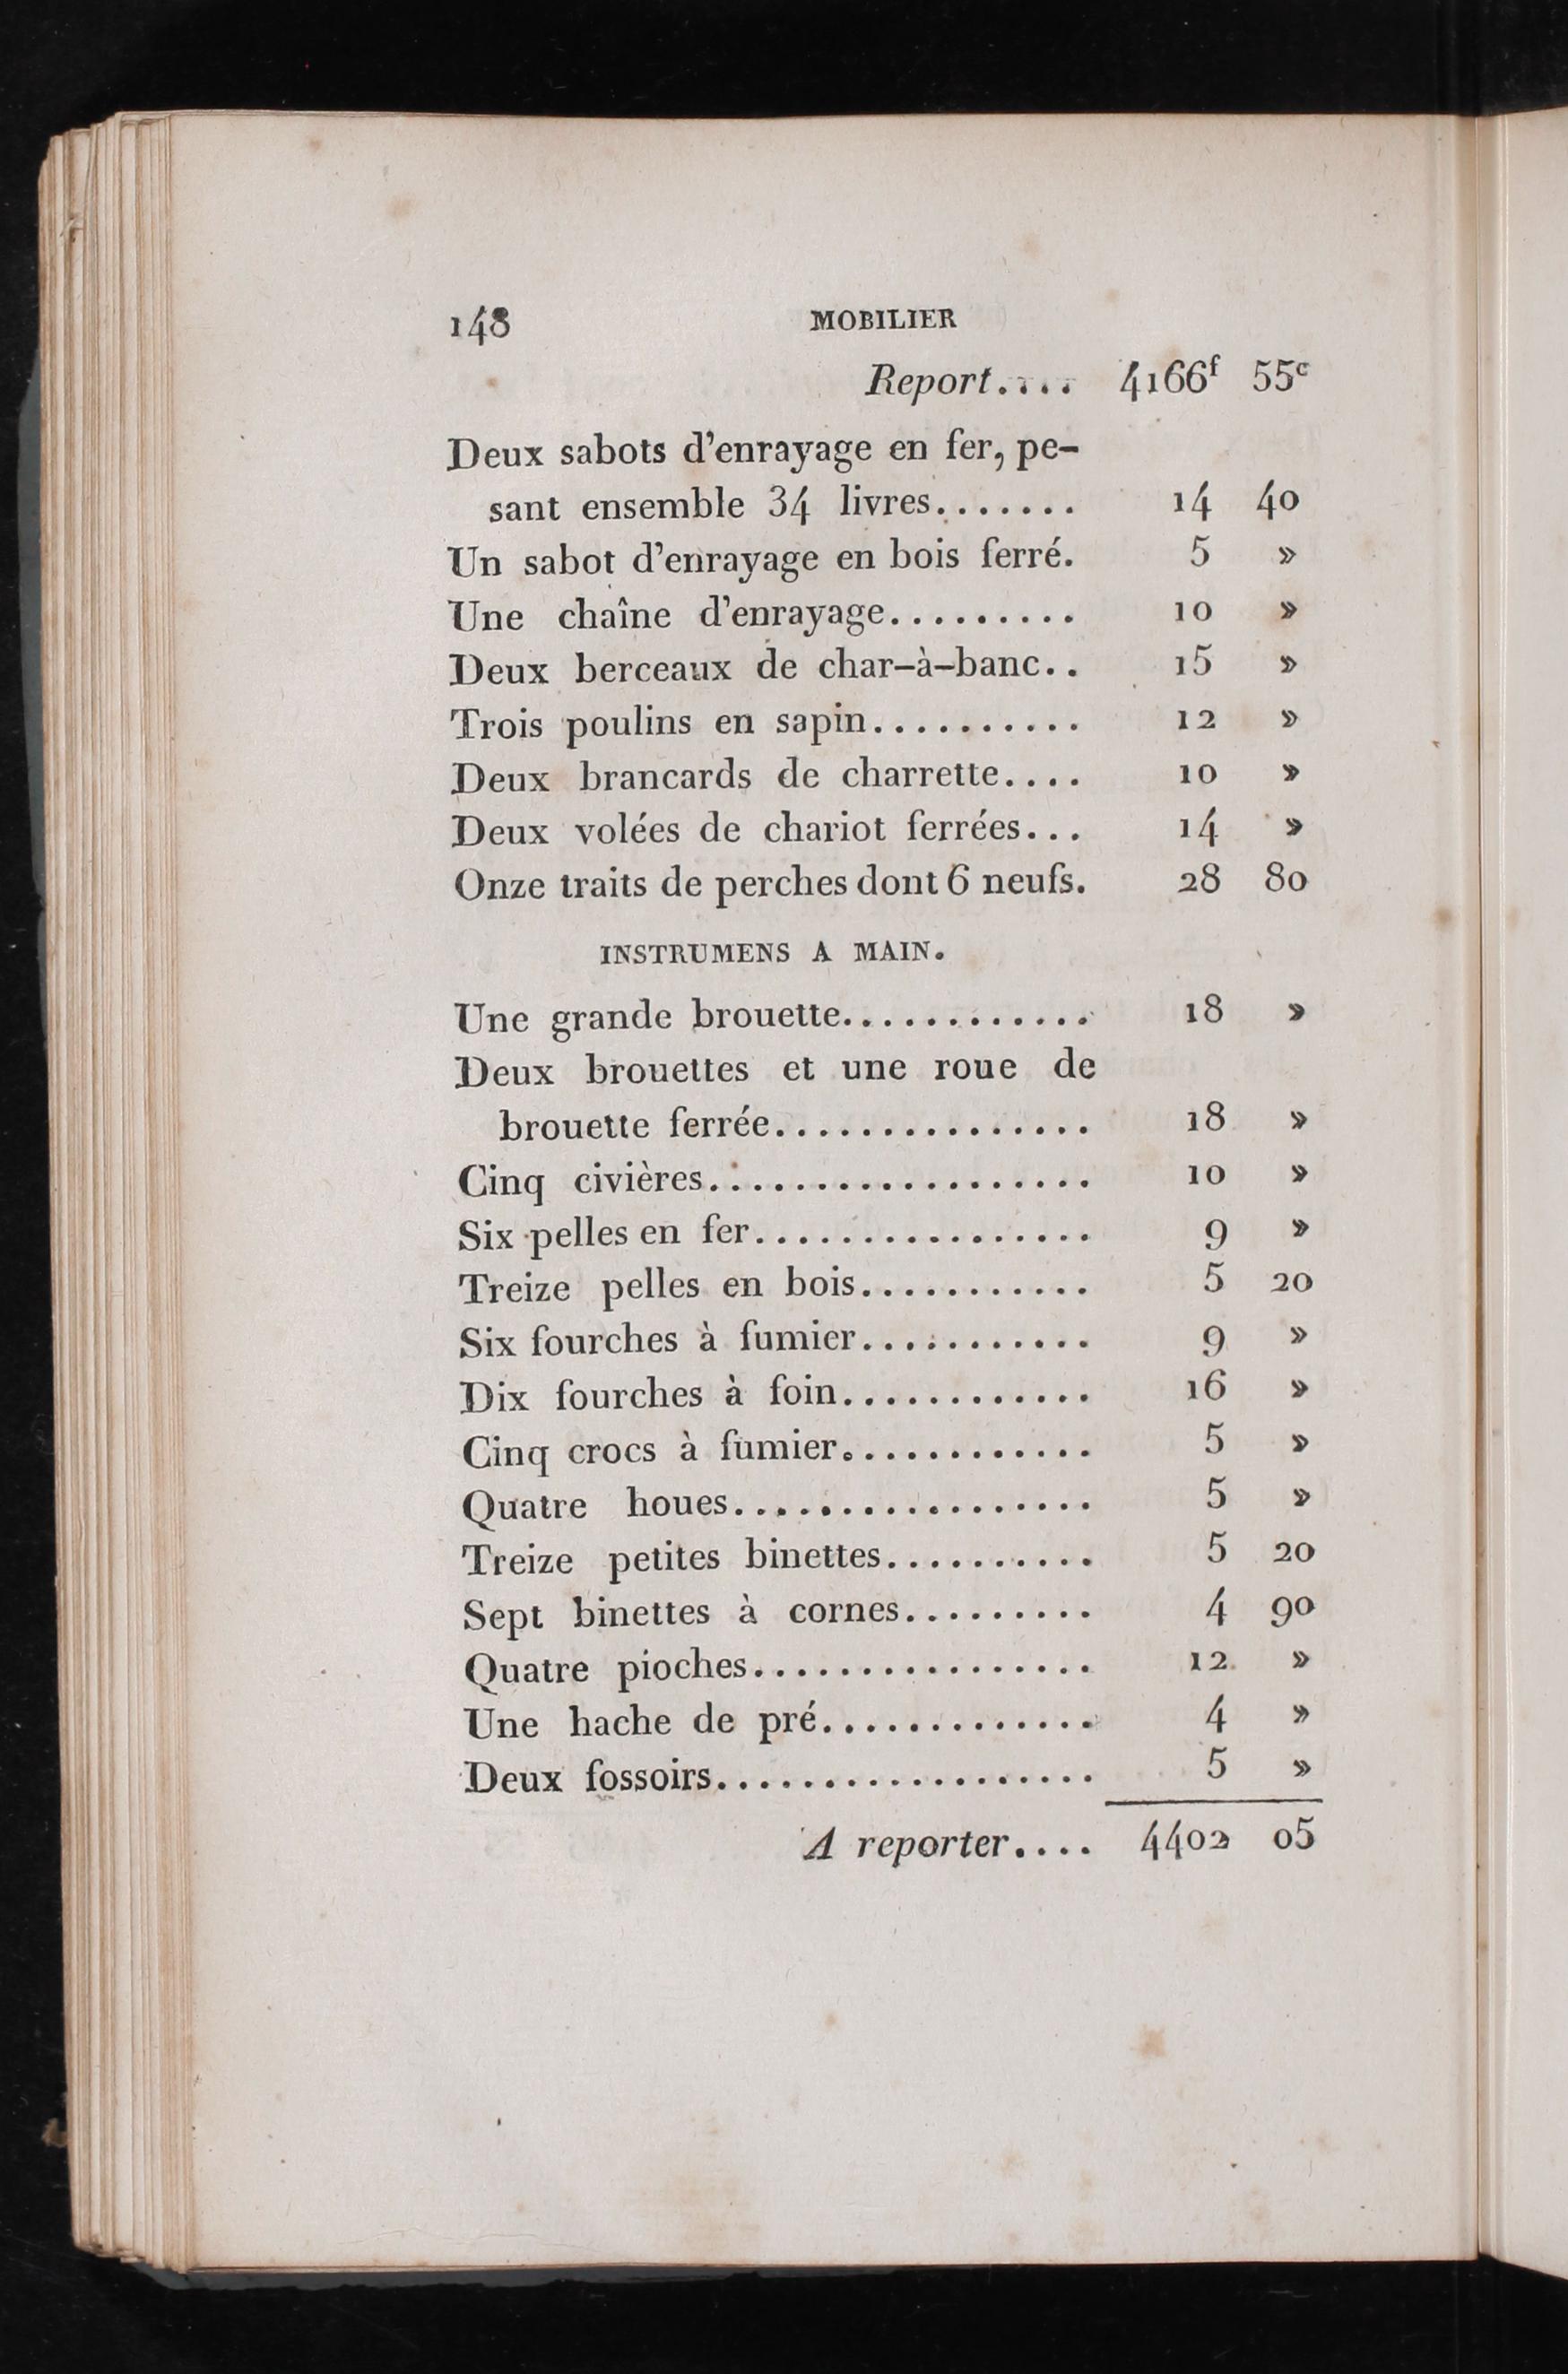 148 MOBILIER
Report.... 4166f 55c
Deux sabots d'enrayage en fer, pe-
sant ensemble 34 livres....... 14 40
Un sabot d'enrayage en bois ferré. 5 »
Une chaîne d'enrayage......... 10 »
Deux berceaux de char-à-banc.. 15 »
Trois poulins en sapin.......... 12 »
Deux brancards de charrette.... 10 »
Deux volées de chariot ferrées... 14 »
Onze traits de perches dont 6 neufs. 28 80
INSTRUMENS A MAIN.
Une grande brouette............ 18 »
Deux brouettes et une roue de
brouette ferrée............... 18 »
Cinq civières.................. 10 »
Six pelles en fer................ 9 »
Treize pelles en bois........... 5 20
Six fourches à fumier........... 9 »
Dix fourches à foin............ 16 »
Cinq crocs à fumier............ 5 »
Quatre houes................. 5 »
Treize petites binettes.......... 5 20
Sept binettes à cornes......... 4 90
Quatre pioches................ 12 »
Une hache de pré............. 4 »
Deux fossoirs.................. 5 »
A reporter.... 4402 05